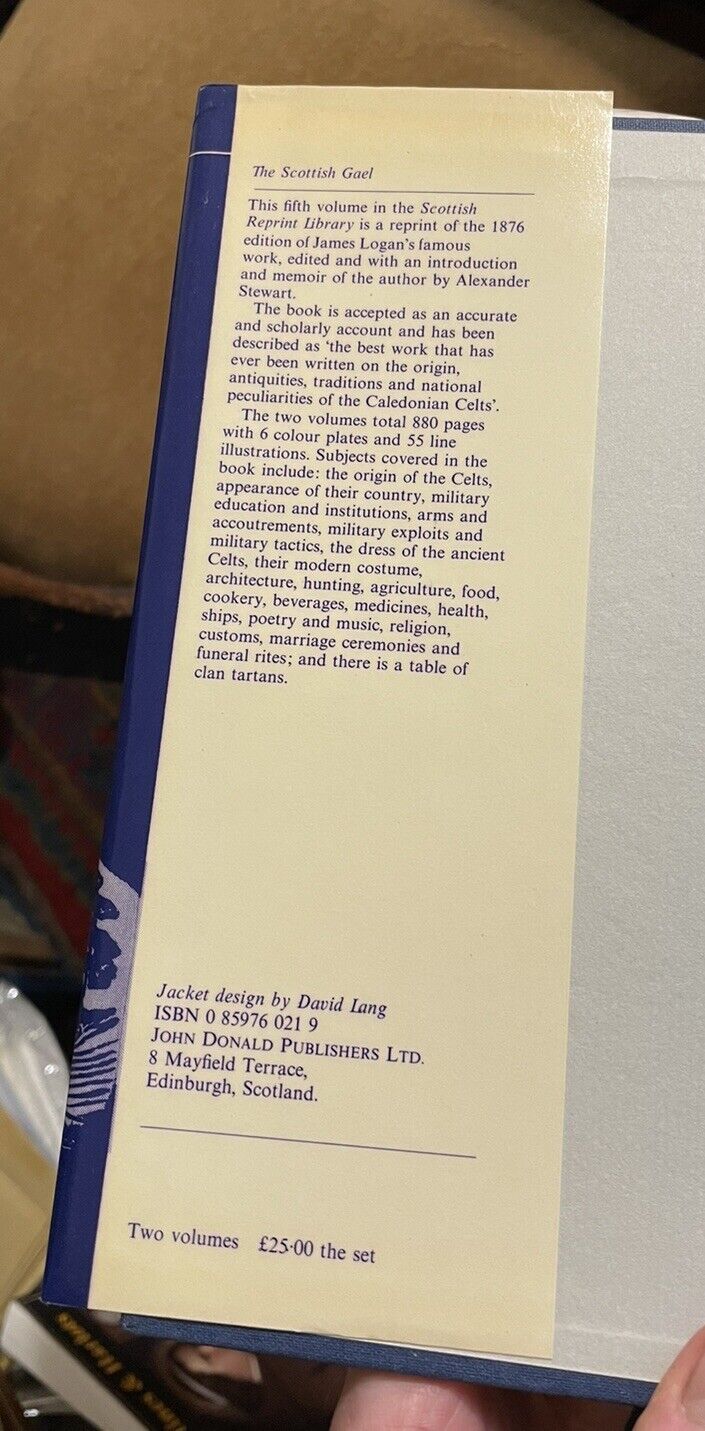 The Scottish Gael
This fifth volume in the Scottish
Reprint Library is a reprint of the 1876
edition of James Logan's famous
work, edited and with an introduction
and memoir of the author by Alexander
Stewart.
The book is accepted as an accurate
and scholarly account and has been
described as 'the best work that has
ever been written on the origin,
antiquities, traditions and national
peculiarities of the Caledonian Celts'.
The two volumes total 880 pages
with 6 colour plates and 55 line
illustrations. Subjects covered in the
book include: the origin of the Celts,
appearance of their country, military
education and institutions, arms and
accoutrements, military exploits and
military tactics, the dress of the ancient
Celts, their modern costume,
architecture, hunting, agriculture, food,
cookery, beverages, medicines, health,
ships, poetry and music, religion,
customs, marriage ceremonies and
funeral rites; and there is a table of
clan tartans.
Jacket design by David Lang
ISBN 0 85976 021 9
JOHN DONALD PUBLISHERS LTD.
8 Mayfield Terrace,
Edinburgh, Scotland.
Two volumes £25·00 the set